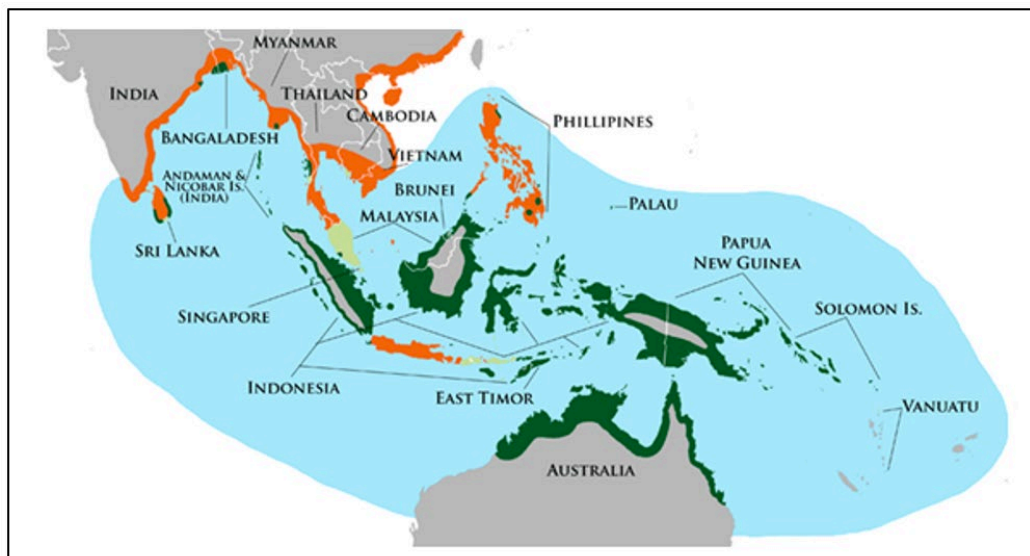 MYANMAR
INDIA
THAILAND
CAMBODIA
PHILLIPINES
BANGALADESH
VIETNAM
ANDAMAN &
NICOBAR IS.
(INDIA)
BRUNEI
MALAYSIA
PALAU
SRI LANKA
PAPUA
NEW GUINEA
SINGAPORE
SOLOMON IS.
INDONESIA
EAST TIMOR
VANUATU
AUSTRALIA